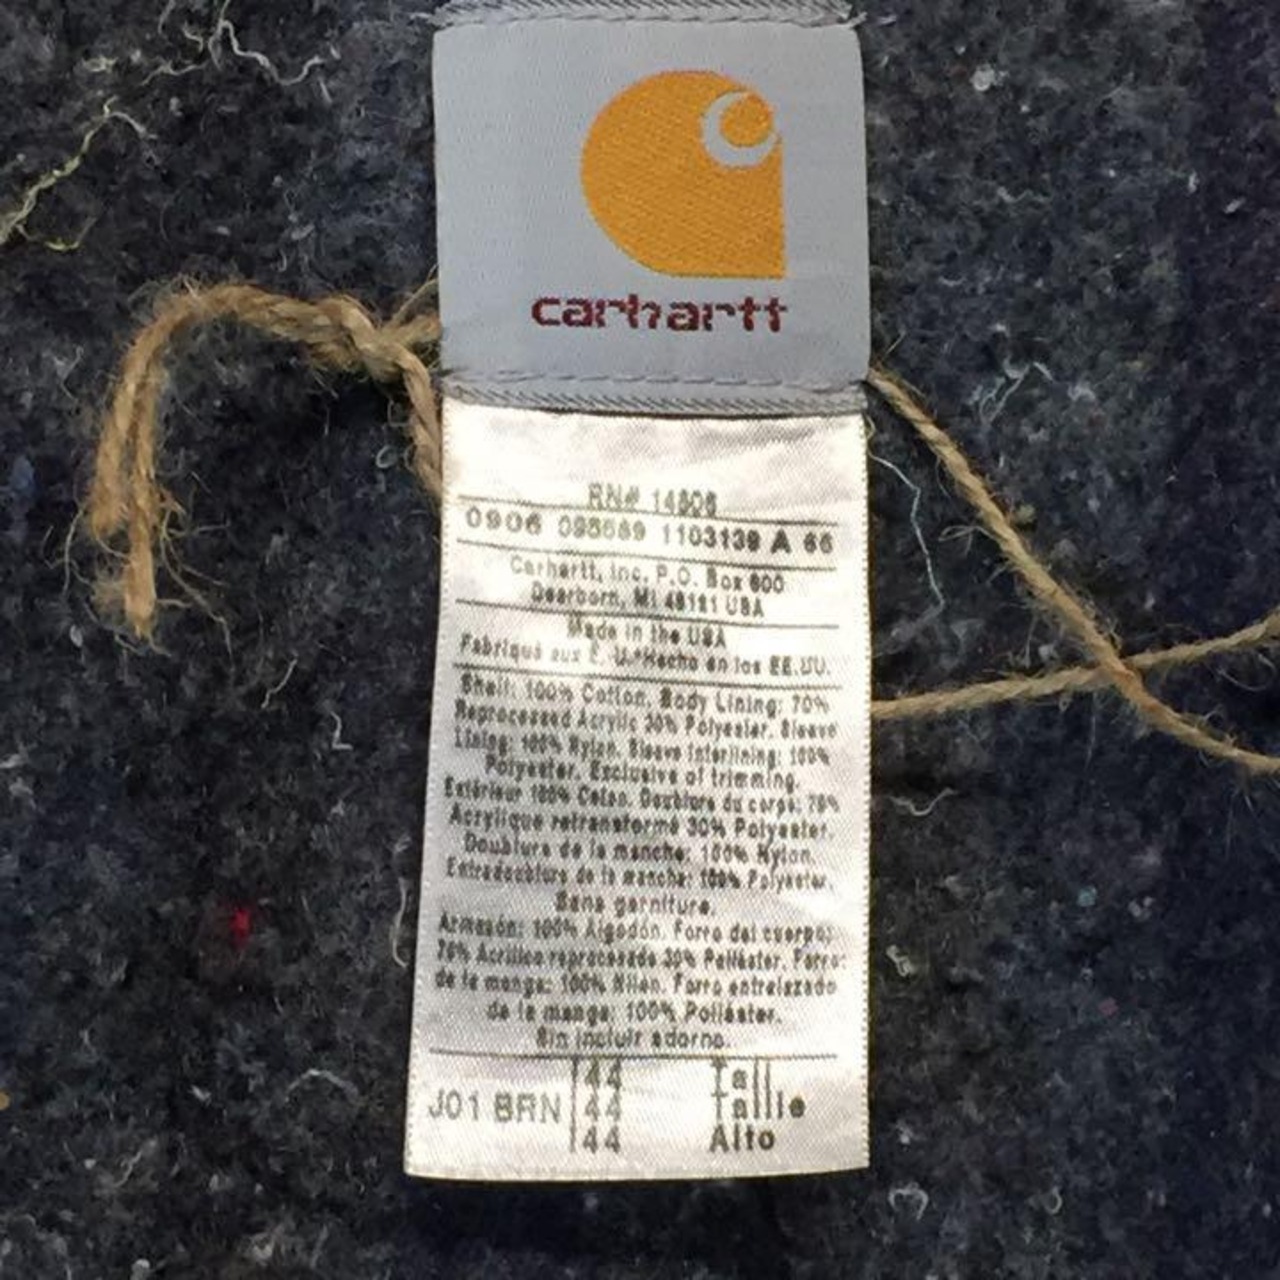 carhartt
RN# 14806
0906 093689 1103139 A 66
Carhartt, Inc. P.O. Box 600
Dearborn, MI 48121 USA
Made in the USA
Fabriqué aux É. U.*Hecho en los EE.UU.
Shell: 100% Cotton. Body Lining: 70%
Reprocessed Acrylic 30% Polyester. Sleeve
Lining: 100% Nylon. Sleeve Interlining: 100%
Polyester. Exclusive of trimming.
Extérieur 100% Coton. Doublure du corps: 70%
Acrylique retransformé 30% Polyester.
Doublure de la manche: 100% Nylon.
Entredoublure de la manche: 100% Polyester.
Sans garniture.
Armazón: 100% Algodón. Forro del cuerpo:
70% Acrílico reprocesado 30% Poliéster. Forro:
de la manga: 100% Nilon. Forro entrelazado
de la manga: 100% Poliéster.
Sin incluir adorno.
J01 BRN 44 Tall
44 Taille
44 Alto